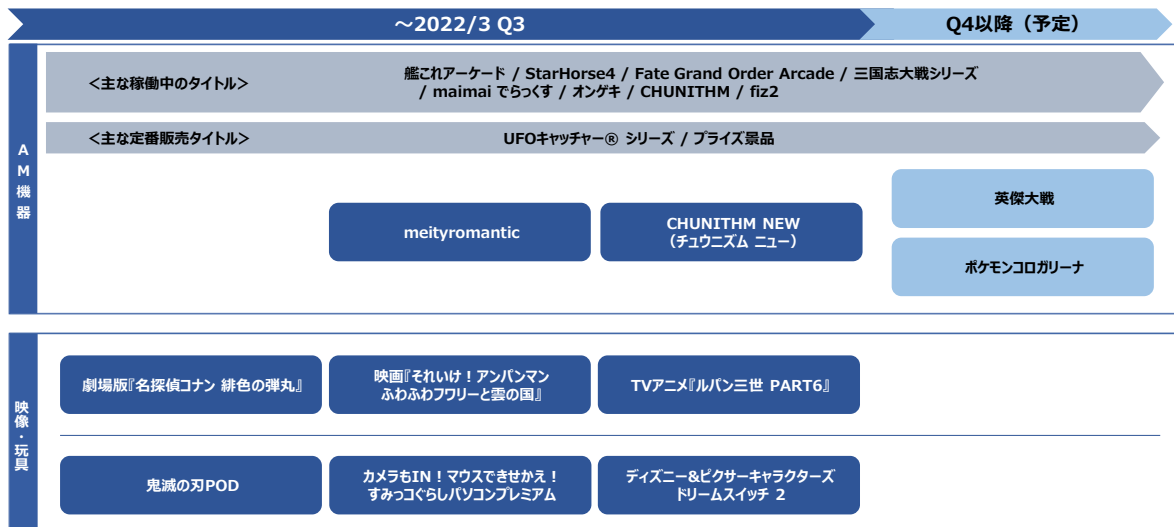 ～2022/3 Q3
Q4以降（予定）
AM機器
＜主な稼働中のタイトル＞
艦これアーケード / StarHorse4 / Fate Grand Order Arcade / 三国志大戦シリーズ
/ maimai でらっくす / オンゲキ / CHUNITHM / fiz2
＜主な定番販売タイトル＞
UFOキャッチャー® シリーズ / プライズ景品
meityromantic
CHUNITHM NEW
（チュウニズム ニュー）
英傑大戦
ポケモンコロガリーナ
映像・玩具
劇場版『名探偵コナン 緋色の弾丸』
映画『それいけ！アンパンマン
ふわふわフワリーと雲の国』
TVアニメ『ルパン三世 PART6』
鬼滅の刃POD
カメラもIN！マウスできせかえ！
すみっコぐらしパソコンプレミアム
ディズニー&ピクサーキャラクターズ
ドリームスイッチ 2